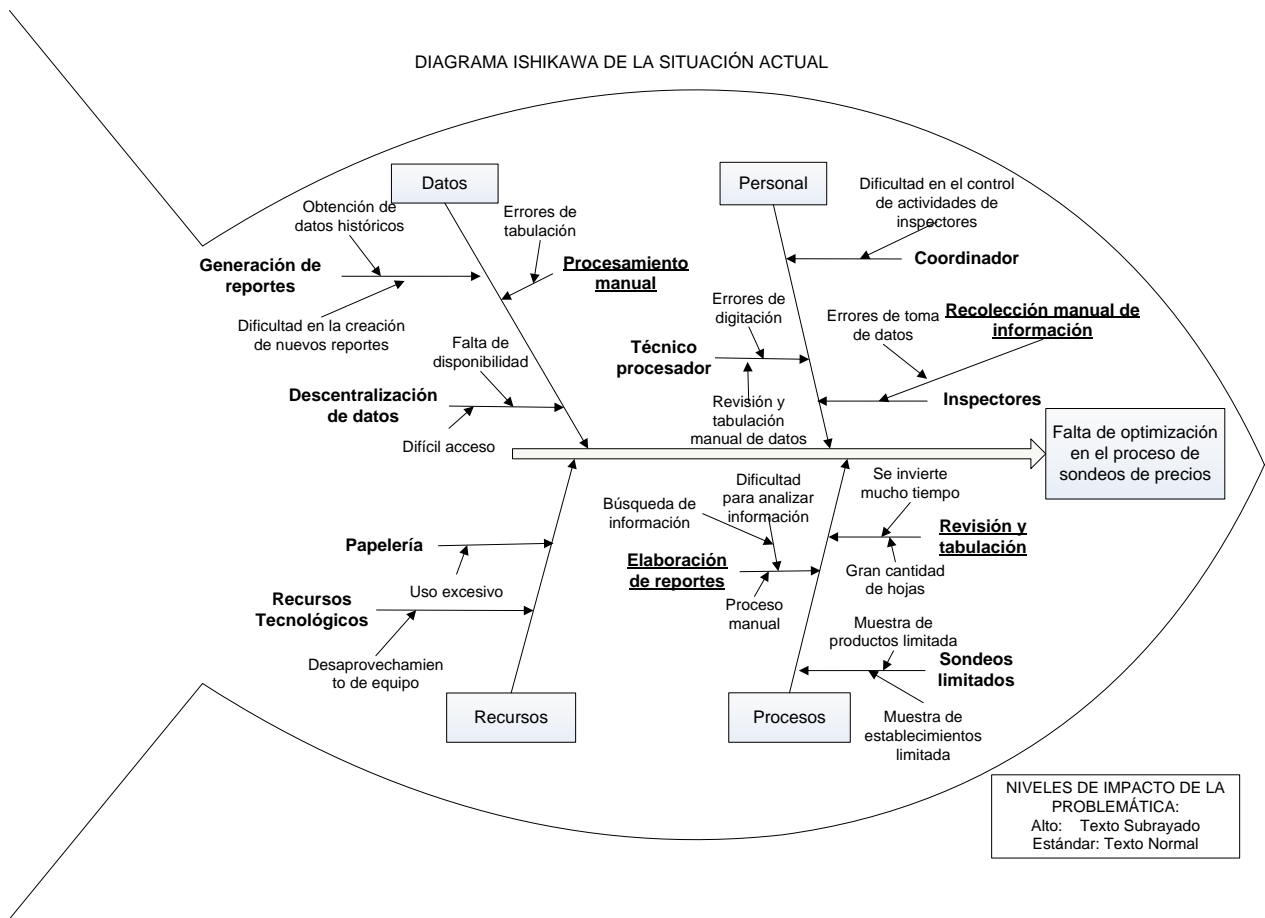 DIAGRAMA ISHIKAWA DE LA SITUACIÓN ACTUAL
Datos
Personal
Dificultad en el control
de actividades de
inspectores
Obtención de
datos históricos
Errores de
tabulación
Generación de
reportes
Procesamiento
manual
Coordinador
Dificultad en la creación
de nuevos reportes
Errores de
digitación
Errores de toma
de datos
Recolección manual de
información
Falta de
disponibilidad
Técnico
procesador
Descentralización
de datos
Inspectores
Revisión y
tabulación
manual de datos
Difícil acceso
Falta de optimización
en el proceso de
sondeos de precios
Se invierte
mucho tiempo
Dificultad
para analizar
información
Búsqueda de
información
Revisión y
tabulación
Papelería
Elaboración
de reportes
Gran cantidad
de hojas
Uso excesivo
Recursos
Tecnológicos
Proceso
manual
Muestra de
productos limitada
Sondeos
limitados
Desaprovechamien
to de equipo
Recursos
Procesos
Muestra de
establecimientos
limitada
NIVELES DE IMPACTO DE LA
PROBLEMÁTICA:
Alto: Texto Subrayado
Estándar: Texto Normal